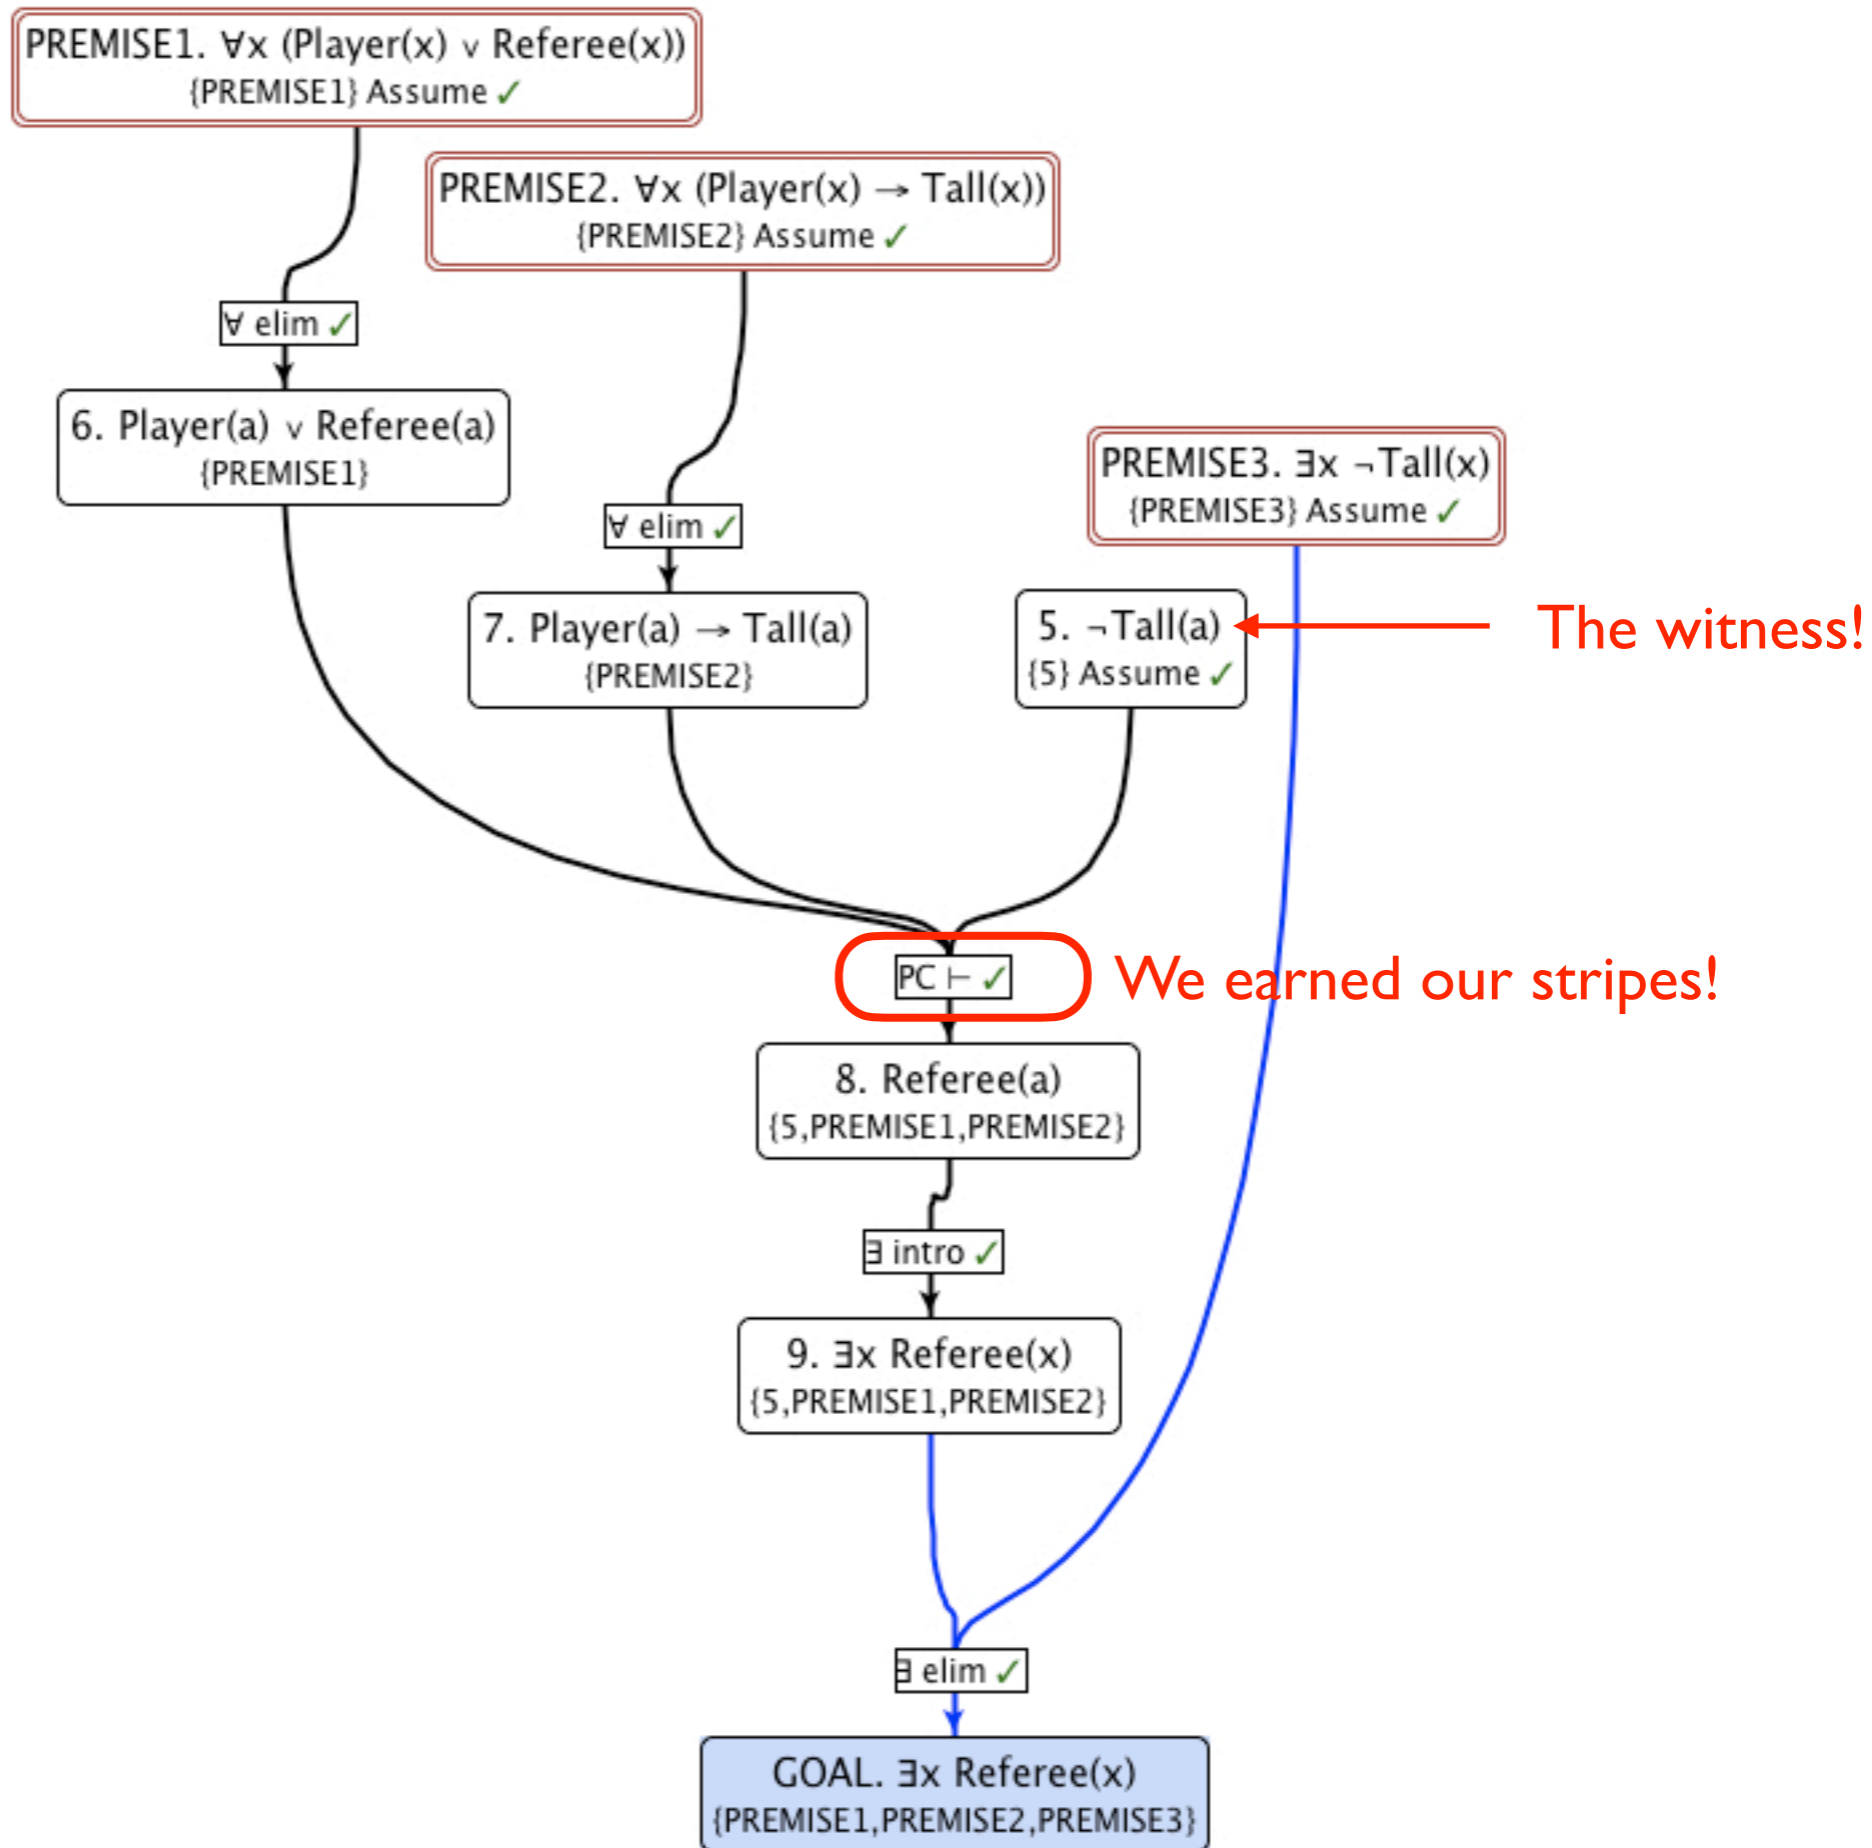 PREMISE1. ∀x (Player(x) ∨ Referee(x))
{PREMISE1} Assume ✓
PREMISE2. ∀x (Player(x) → Tall(x))
{PREMISE2} Assume ✓
∀ elim ✓
6. Player(a) ∨ Referee(a)
{PREMISE1}
PREMISE3. ∃x ¬Tall(x)
{PREMISE3} Assume ✓
∀ elim ✓
7. Player(a) → Tall(a)
{PREMISE2}
5. ¬Tall(a)
{5} Assume ✓
The witness!
PC ⊢ ✓
We earned our stripes!
8. Referee(a)
{5,PREMISE1,PREMISE2}
∃ intro ✓
9. ∃x Referee(x)
{5,PREMISE1,PREMISE2}
∃ elim ✓
GOAL. ∃x Referee(x)
{PREMISE1,PREMISE2,PREMISE3}